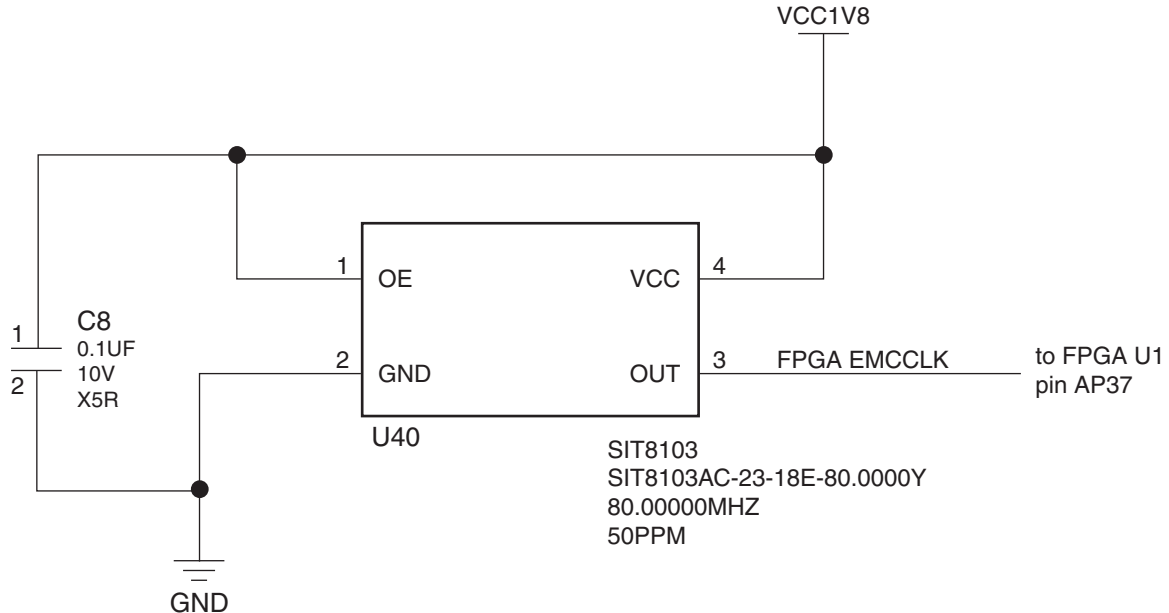 VCC1V8
1
OE
VCC
4
1
C8
0.1UF
10V
X5R
2
2
GND
OUT
3
FPGA EMCCLK
to FPGA U1
pin AP37
U40
SIT8103
SIT8103AC-23-18E-80.0000Y
80.00000MHZ
50PPM
GND